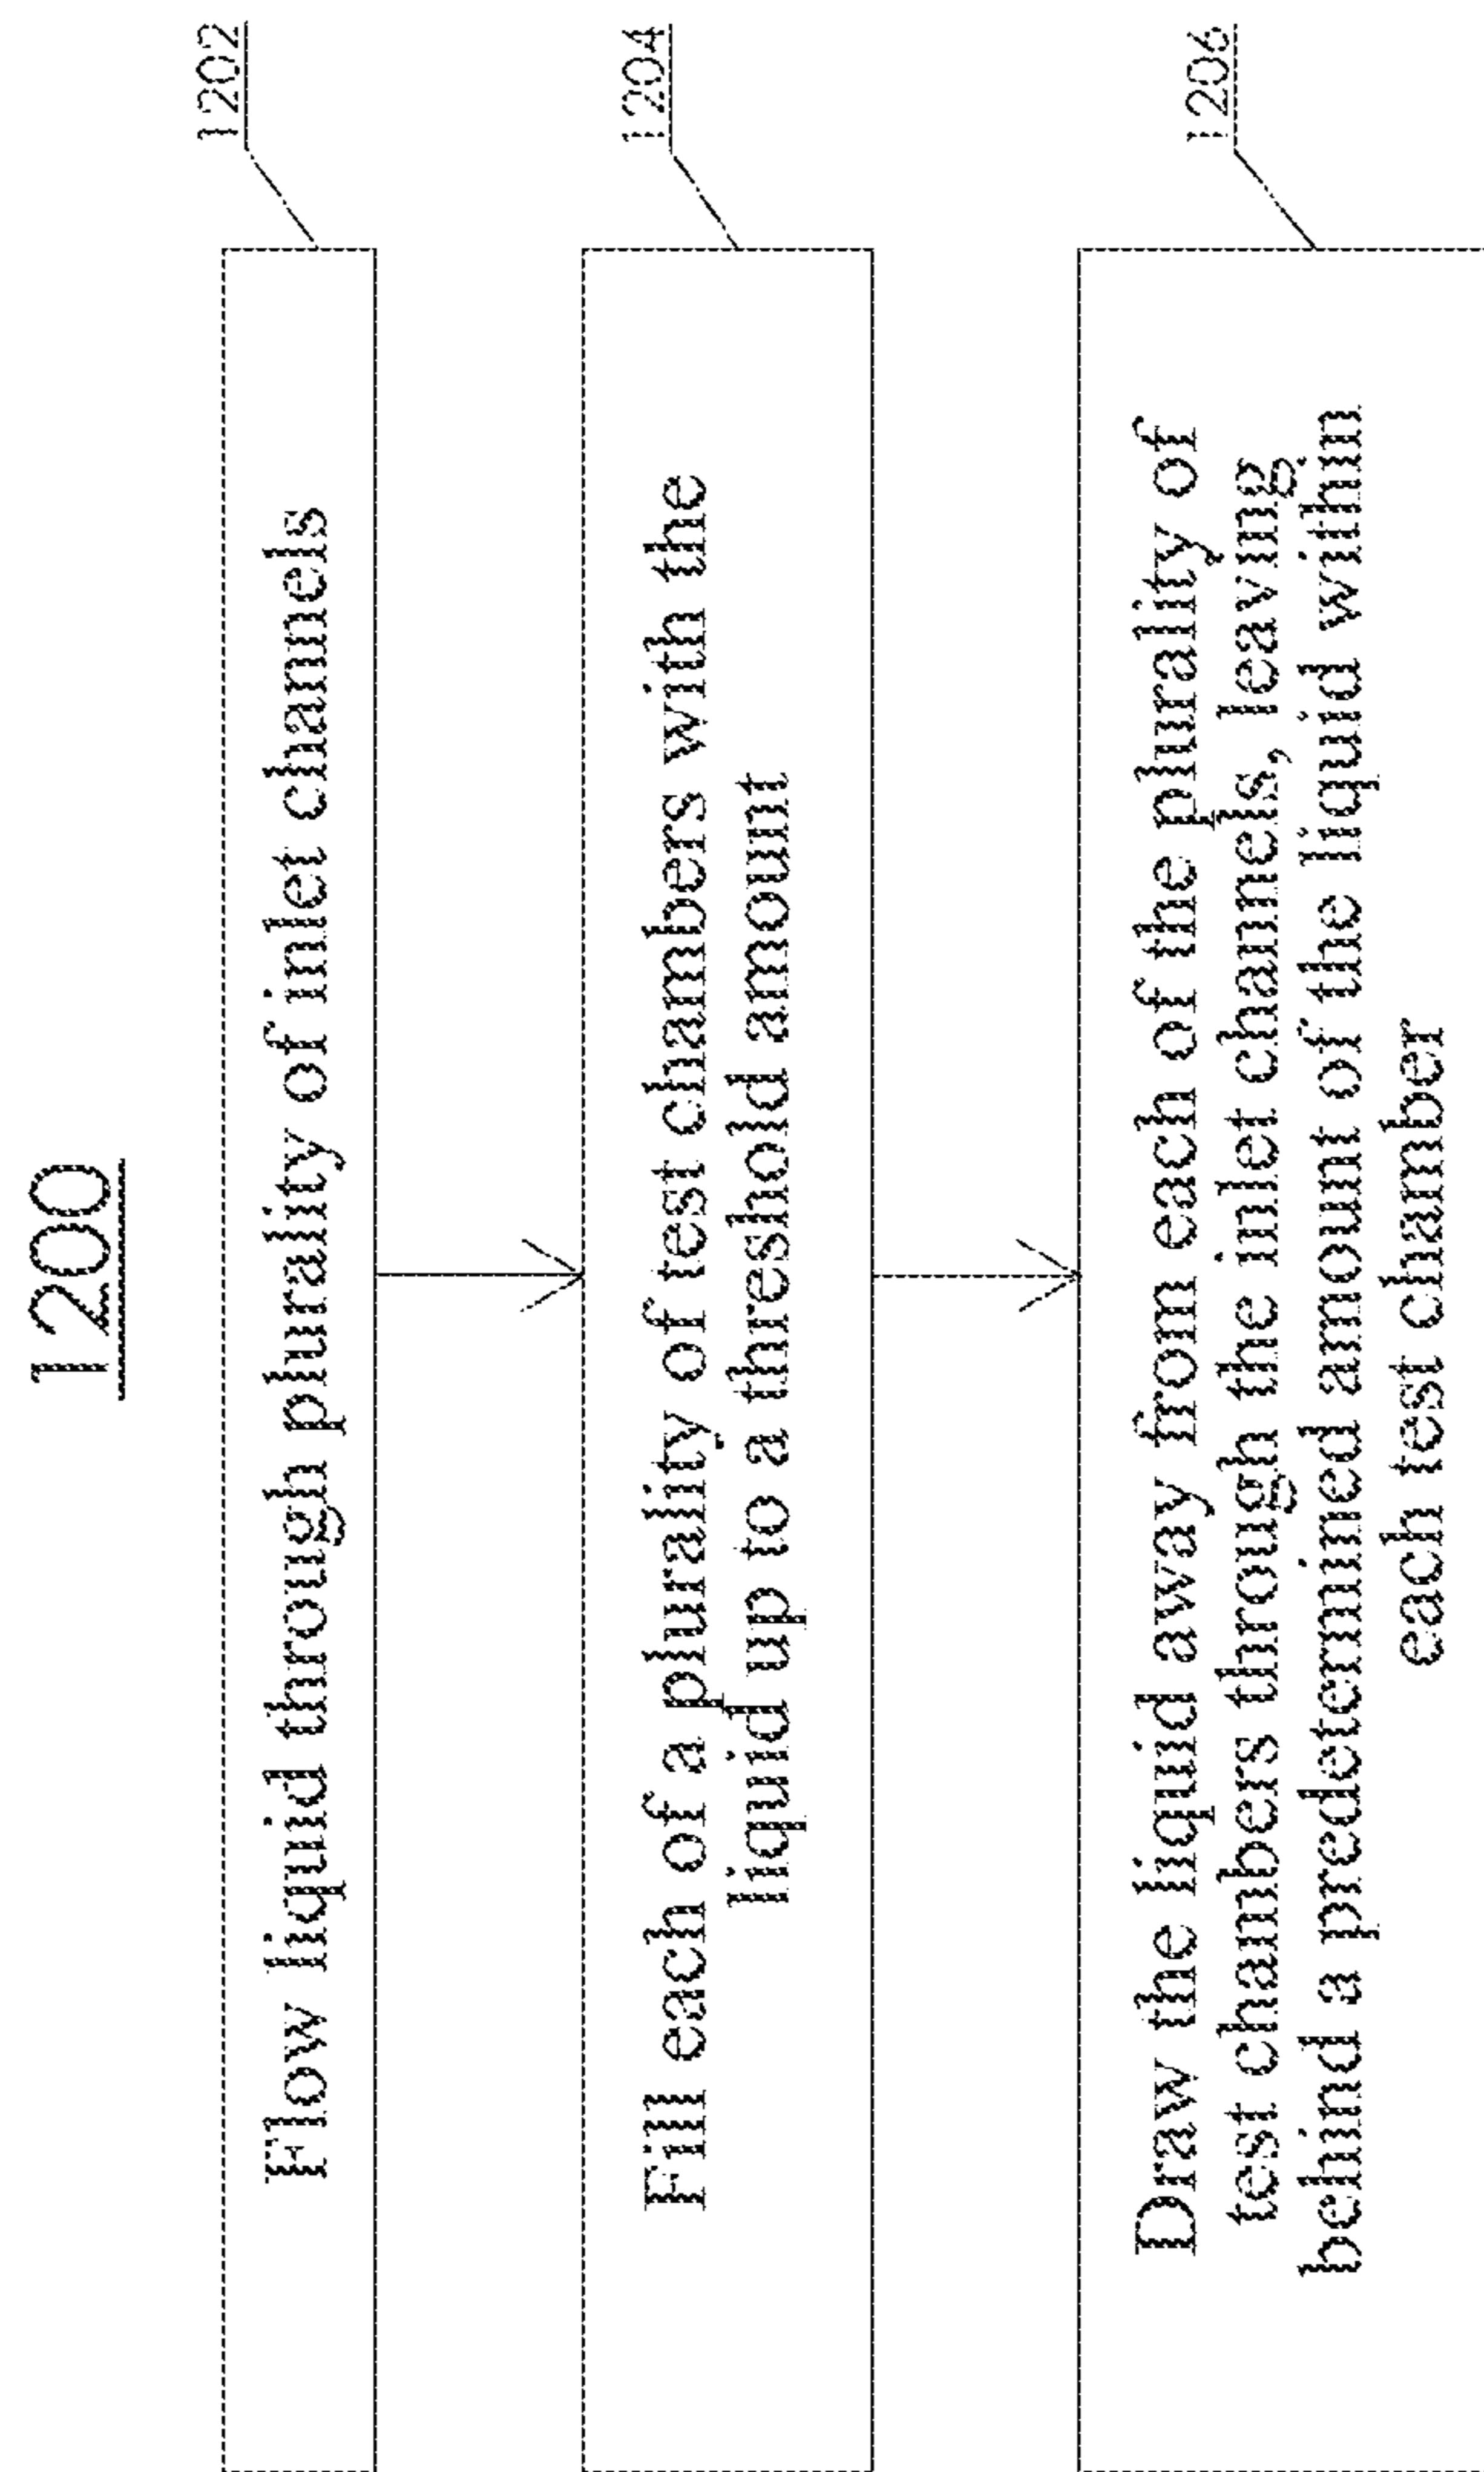 1200
1202
Flow liquid through plurality of inlet channels
1204
Fill each of a plurality of test chambers with the
liquid up to a threshold amount
1206
Draw the liquid away from each of the plurality of
test chambers through the inlet channels, leaving
behind a predetermined amount of the liquid within
each test chamber